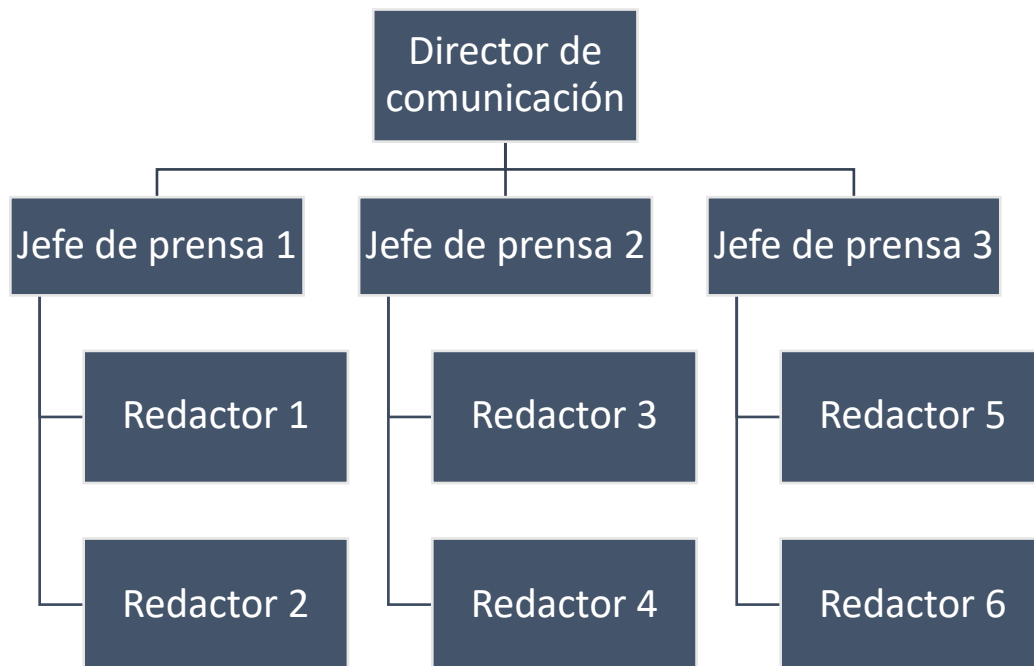 Director de
comunicación
Jefe de prensa 1
Jefe de prensa 2
Jefe de prensa 3
Redactor 1
Redactor 3
Redactor 5
Redactor 2
Redactor 4
Redactor 6